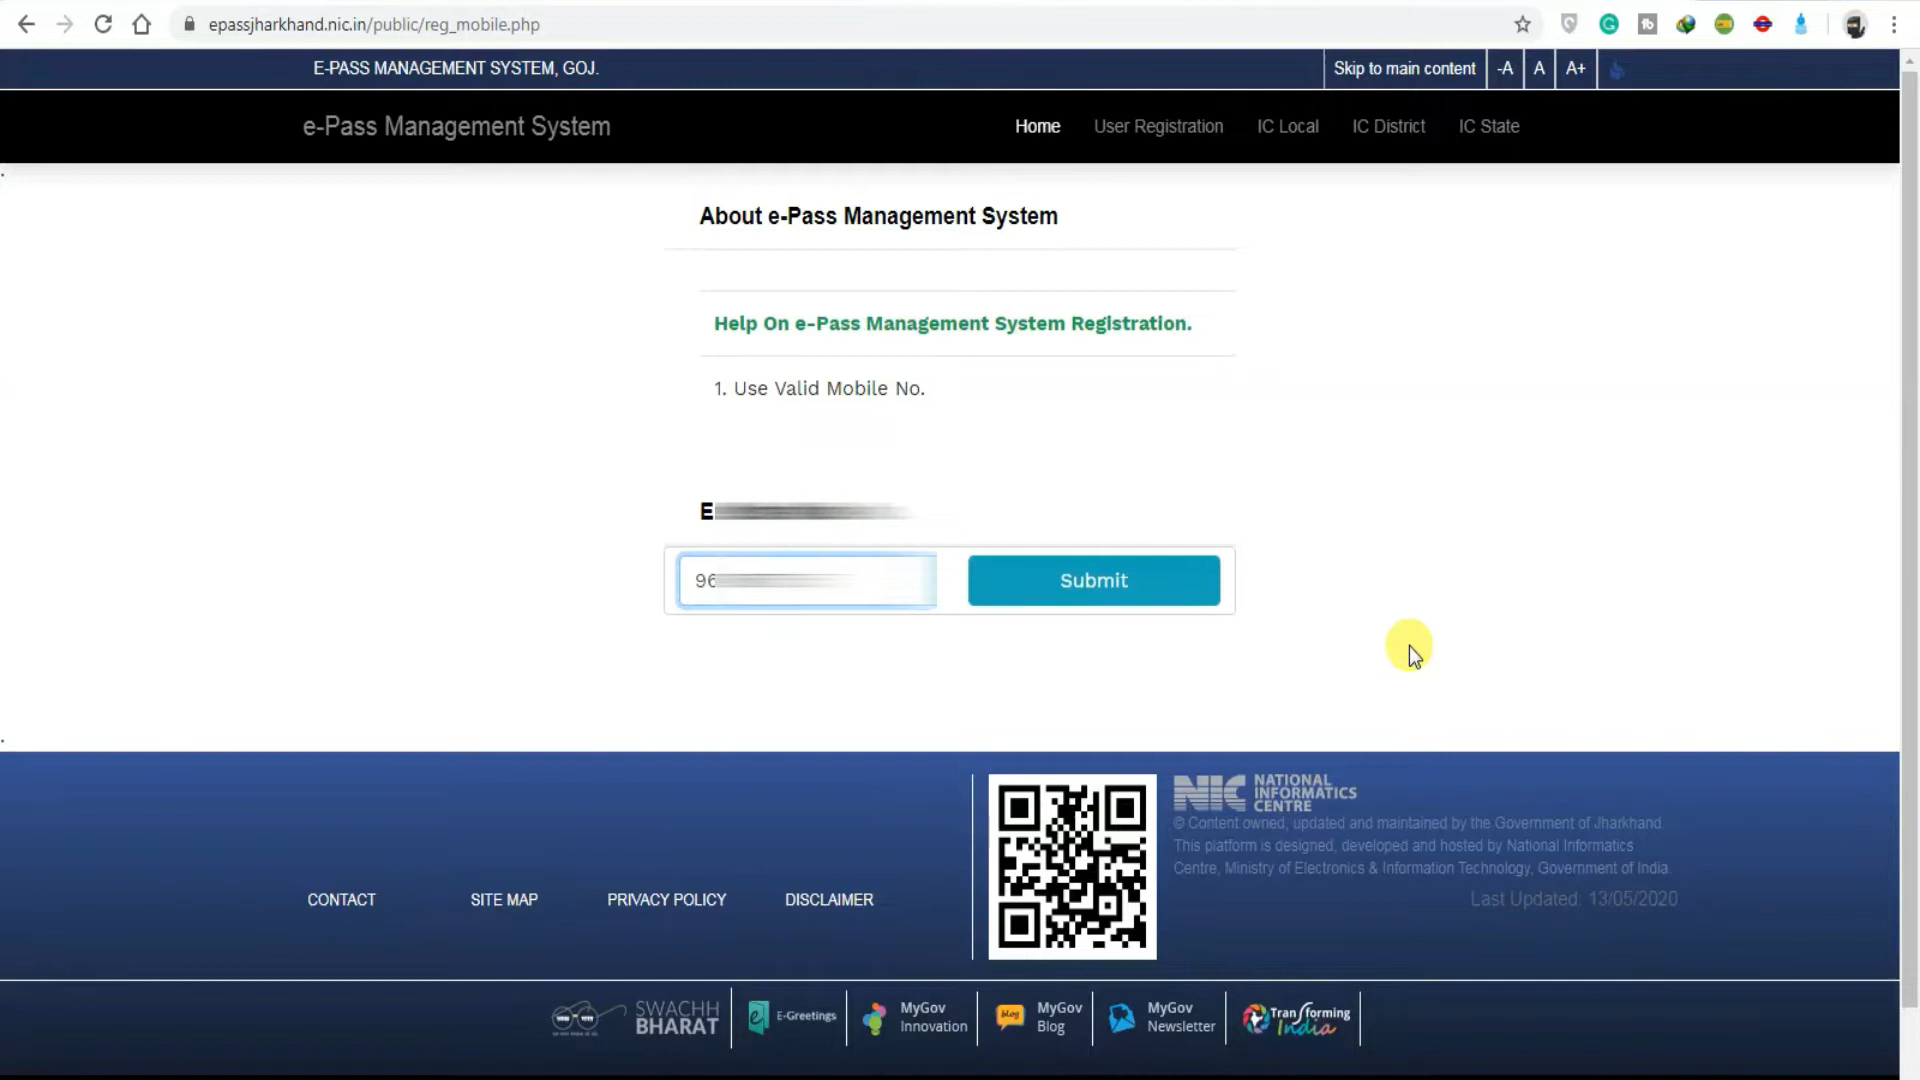 epassjharkhand.nic.in/public/reg_mobile.php
E-PASS MANAGEMENT SYSTEM, GOJ.
Skip to main content
-A
A
A+
e-Pass Management System
Home
User Registration
IC Local
IC District
IC State
About e-Pass Management System
Help On e-Pass Management System Registration.
1. Use Valid Mobile No.
E
96
Submit
CONTACT
SITE MAP
PRIVACY POLICY
DISCLAIMER
NIC NATIONAL
INFORMATICS
CENTRE
© Content owned, updated and maintained by the Government of Jharkhand.
This platform is designed, developed and hosted by National Informatics
Centre, Ministry of Electronics & Information Technology, Government of India.
Last Updated: 13/05/2020
SWACHH
BHARAT
E-Greetings
MyGov
Innovation
blog
MyGov
Blog
MyGov
Newsletter
Transforming
India